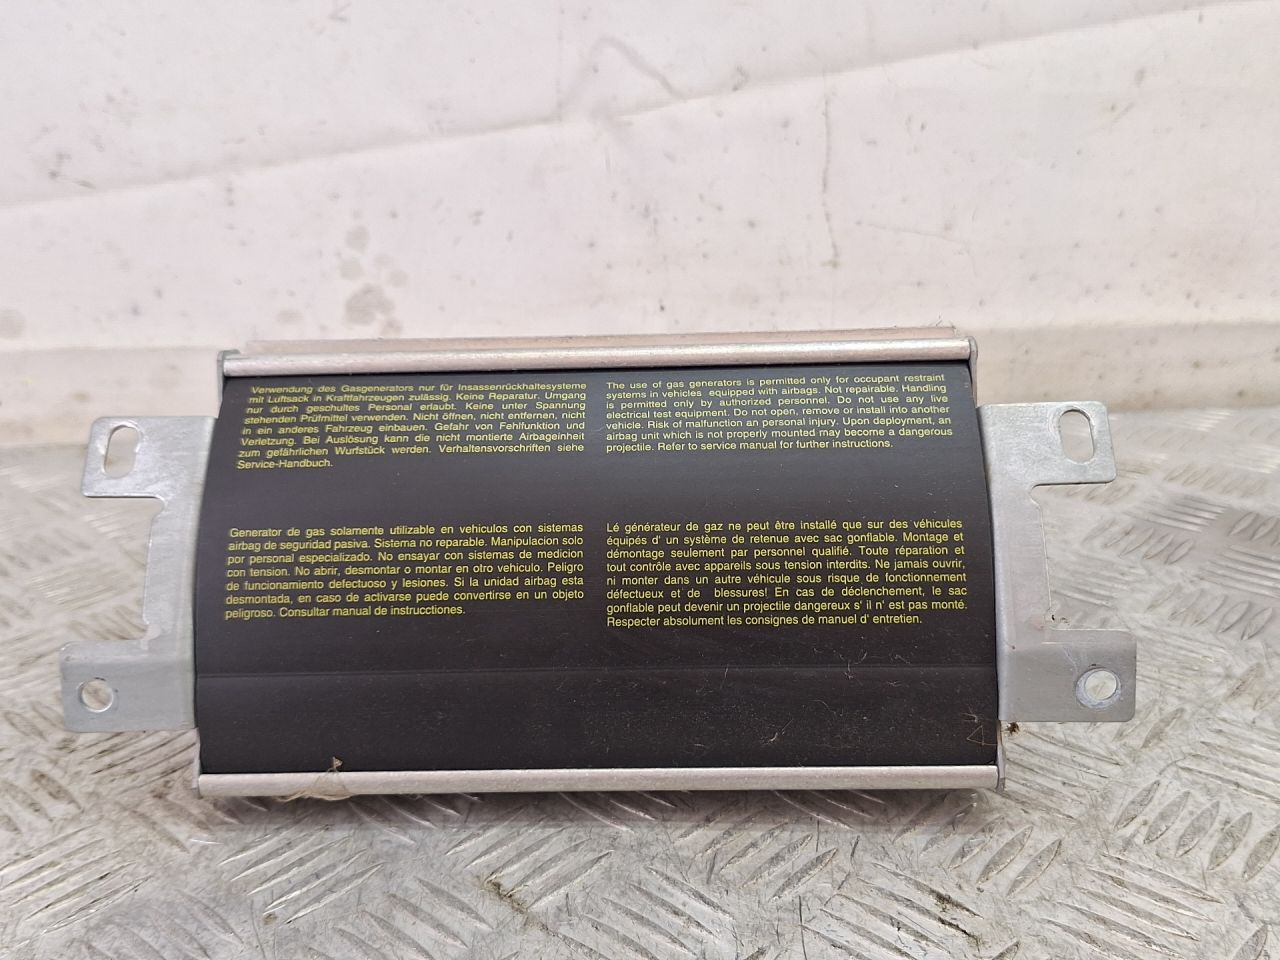 Verwendung des Gasgenerators nur für Insassenrückhaltesysteme
mit Luftsack in Kraftfahrzeugen zulässig. Keine Reparatur. Umgang
nur durch geschultes Personal erlaubt. Keine unter Spannung
stehenden Prüfmittel verwenden. Nicht öffnen, nicht entfernen, nicht
in ein anderes Fahrzeug einbauen. Gefahr von Fehlfunktion und
Verletzung. Bei Auslösung kann die nicht montierte Airbageinheit
zum gefährlichen Wurfstück werden. Verhaltensvorschriften siehe
Service-Handbuch.
The use of gas generators is permitted only for occupant restraint
systems in vehicles equipped with airbags. Not repairable. Handling
is permitted only by authorized personnel. Do not use any live
electrical test equipment. Do not open, remove or install into another
vehicle. Risk of malfunction an personal injury. Upon deployment, an
airbag unit which is not properly mounted may become a dangerous
projectile. Refer to service manual for further instructions.
Generator de gas solamente utilizable en vehiculos con sistemas
airbag de seguridad pasiva. Sistema no reparable. Manipulacion solo
por personal especializado. No ensayar con sistemas de medicion
con tension. No abrir, desmontar o montar en otro vehiculo. Peligro
de funcionamiento defectuoso y lesiones. Si la unidad airbag esta
desmontada, en caso de activarse puede convertirse en un objeto
peligroso. Consultar manual de instrucctiones.
Lé générateur de gaz ne peut être installé que sur des véhicules
équipés d' un système de retenue avec sac gonflable. Montage et
démontage seulement par personnel qualifié. Toute réparation et
tout contrôle avec appareils sous tension interdits. Ne jamais ouvrir,
ni monter dans un autre véhicule sous risque de fonctionnement
défectueux et de blessures! En cas de déclenchement, le sac
gonflable peut devenir un projectile dangereux s' il n' est pas monté.
Respecter absolument les consignes de manuel d' entretien.